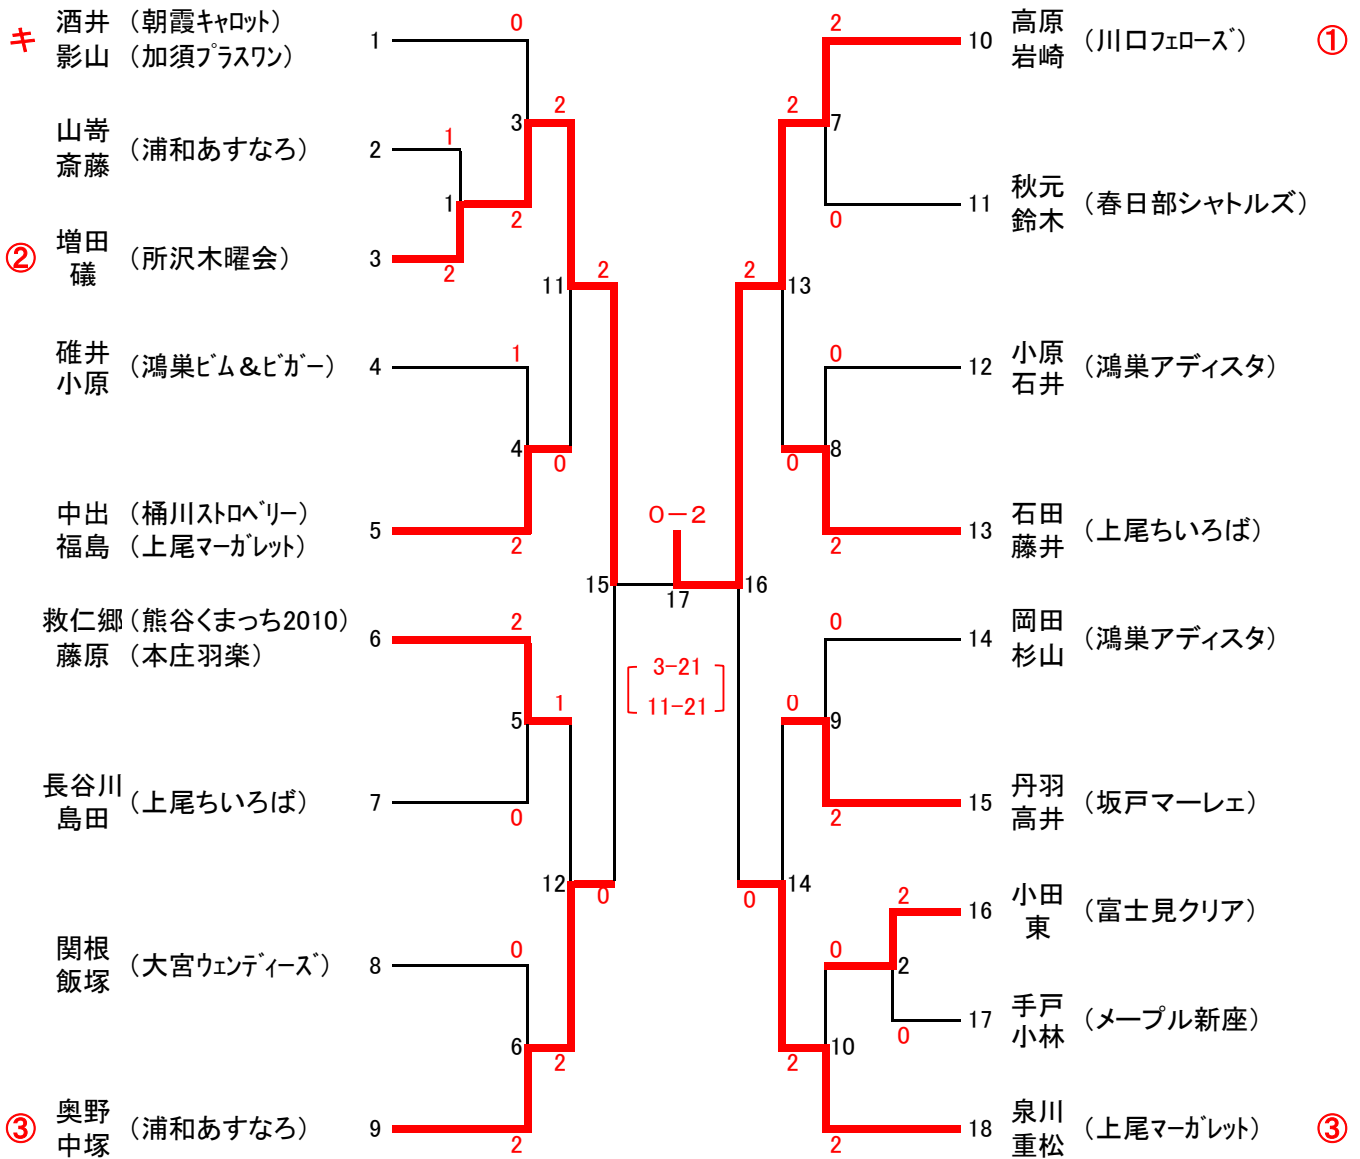 キ
酒井 (朝霞キャロット)
影山 (加須プラスワン)
1
0
山嵜
斎藤
(浦和あすなろ)
2
1
②
増田
礒
(所沢木曜会)
3
2
1
2
3
2
碓井
小原
(鴻巣ビム&ビガー)
4
1
中出 (桶川ストロベリー)
福島 (上尾マーガレット)
5
2
4
0
11
2
救仁郷 (熊谷くまっち2010)
藤原 (本庄羽楽)
6
2
5
1
長谷川
島田
(上尾ちいろば)
7
0
関根
飯塚
(大宮ウェンディーズ)
8
0
6
2
③
奥野
中塚
(浦和あすなろ)
9
2
12
0
15
0-2
17
16
3-21
11-21
2
10
高原
岩崎
(川口フェローズ)
①
2
7
0
11
秋元
鈴木
(春日部シャトルズ)
2
13
0
12
小原
石井
(鴻巣アディスタ)
0
8
2
13
石田
藤井
(上尾ちいろば)
0
14
岡田
杉山
(鴻巣アディスタ)
0
9
2
15
丹羽
高井
(坂戸マーレェ)
0
14
2
16
小田
東
(富士見クリア)
0
2
0
17
手戸
小林
(メープル新座)
2
10
2
18
泉川
重松
(上尾マーガレット)
③